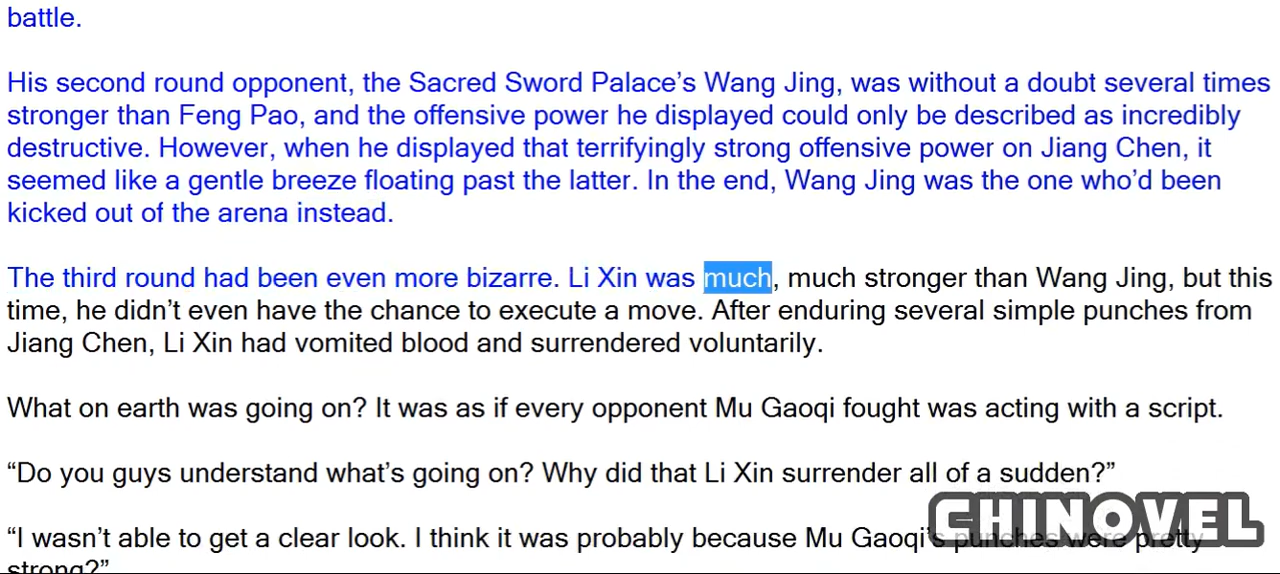 battle.
His second round opponent, the Sacred Sword Palace’s Wang Jing, was without a doubt several times
stronger than Feng Pao, and the offensive power he displayed could only be described as incredibly
destructive. However, when he displayed that terrifyingly strong offensive power on Jiang Chen, it
seemed like a gentle breeze floating past the latter. In the end, Wang Jing was the one who’d been
kicked out of the arena instead.
The third round had been even more bizarre. Li Xin was much, much stronger than Wang Jing, but this
time, he didn’t even have the chance to execute a move. After enduring several simple punches from
Jiang Chen, Li Xin had vomited blood and surrendered voluntarily.
What on earth was going on? It was as if every opponent Mu Gaoqi fought was acting with a script.
“Do you guys understand what’s going on? Why did that Li Xin surrender all of a sudden?”
CHINOVEL
“I wasn’t able to get a clear look. I think it was probably because Mu Gaoqi’s punches were pretty
strong?”